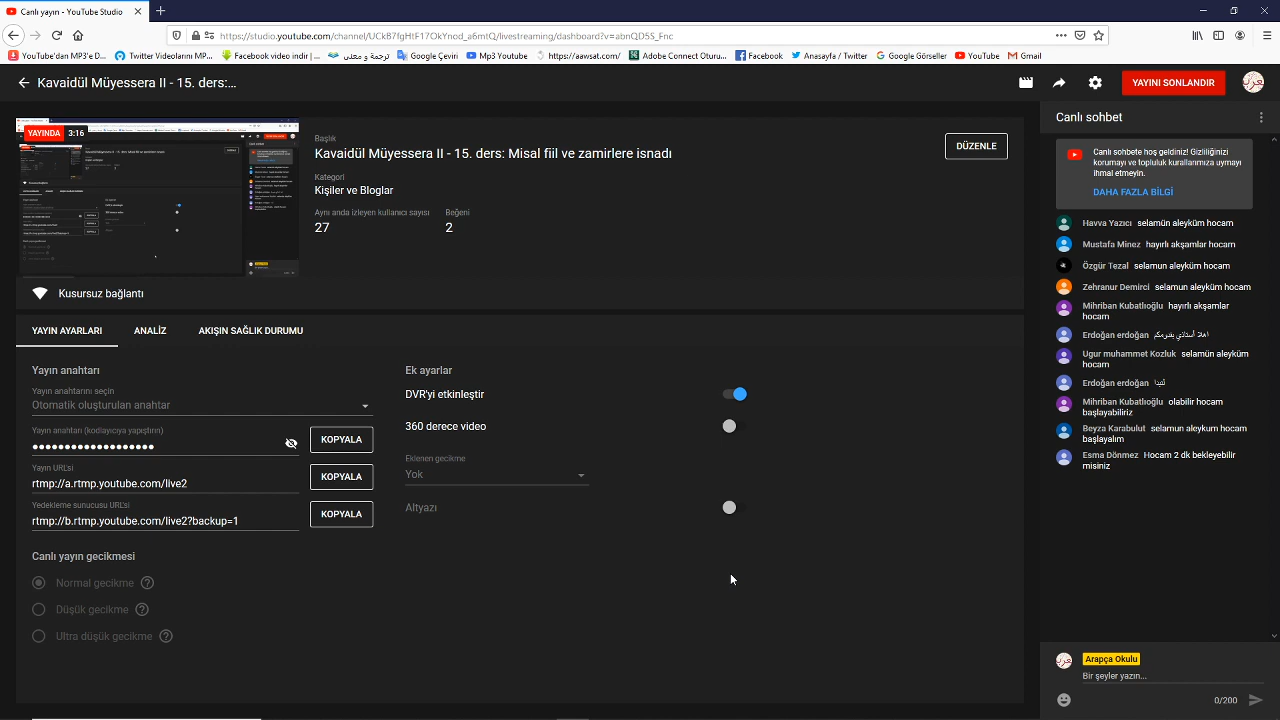 Canlı yayın - YouTube Studio
https://studio.youtube.com/channel/UCkB7fgHtF17OkYnod_a6mtQ/livestreaming/dashboard?v=abnQD5S_Fnc
YouTube'dan MP3'e D...
Twitter Videolarını MP...
Facebook video indir | ...
ترجمة و معلى ...
Google Çeviri
Mp3 Youtube
https://aawsat.com/
Adobe Connect Oturu...
Facebook
Anasayfa / Twitter
Google Görseller
YouTube
Gmail
Kavaidül Müyessera II - 15. ders:...
YAYINI SONLANDIR
YAYINDA 3:16
Başlık
Kavaidül Müyessera II - 15. ders: Misal fiil ve zamirlere isnadı
DÜZENLE
Kategori
Kişiler ve Bloglar
Aynı anda izleyen kullanıcı sayısı
Beğeni
27
2
Kusursuz bağlantı
YAYIN AYARLARI
ANALİZ
AKIŞIN SAĞLIK DURUMU
Yayın anahtarı
Yayın anahtarını seçin
Otomatik oluşturulan anahtar
Yayın anahtarı (kodlayıcıya yapıştırın)
KOPYALA
Yayın URL'si
rtmp://a.rtmp.youtube.com/live2
KOPYALA
Yedekleme sunucusu URL'si
rtmp://b.rtmp.youtube.com/live2?backup=1
KOPYALA
Canlı yayın gecikmesi
Normal gecikme
Düşük gecikme
Ultra düşük gecikme
Ek ayarlar
DVR'yi etkinleştir
360 derece video
Eklenen gecikme
Yok
Altyazı
Canlı sohbet
Canlı sohbete hoş geldiniz! Gizliliğinizi
korumayı ve topluluk kurallarımıza uymayı
ihmal etmeyin.
DAHA FAZLA BİLGİ
Havva Yazıcı selamün aleyküm hocam
Mustafa Minez hayırlı akşamlar hocam
Özgür Tezal selamun aleyküm hocam
Zehranur Demirci selamun aleyküm hocam
Mihriban Kubatlıoğlu hayırlı akşamlar
hocam
Erdoğan erdoğan اهلا أستاذي بقدومكم
Ugur muhammet Kozluk selamün aleyküm
hocam
Erdoğan erdoğan نبدا
Mihriban Kubatlıoğlu olabilir hocam
başlayabiliriz
Beyza Karabulut selamun aleykum hocam
başlayalım
Esma Dönmez Hocam 2 dk bekleyebilir
misiniz
Arapça Okulu
Bir şeyler yazın...
0/200